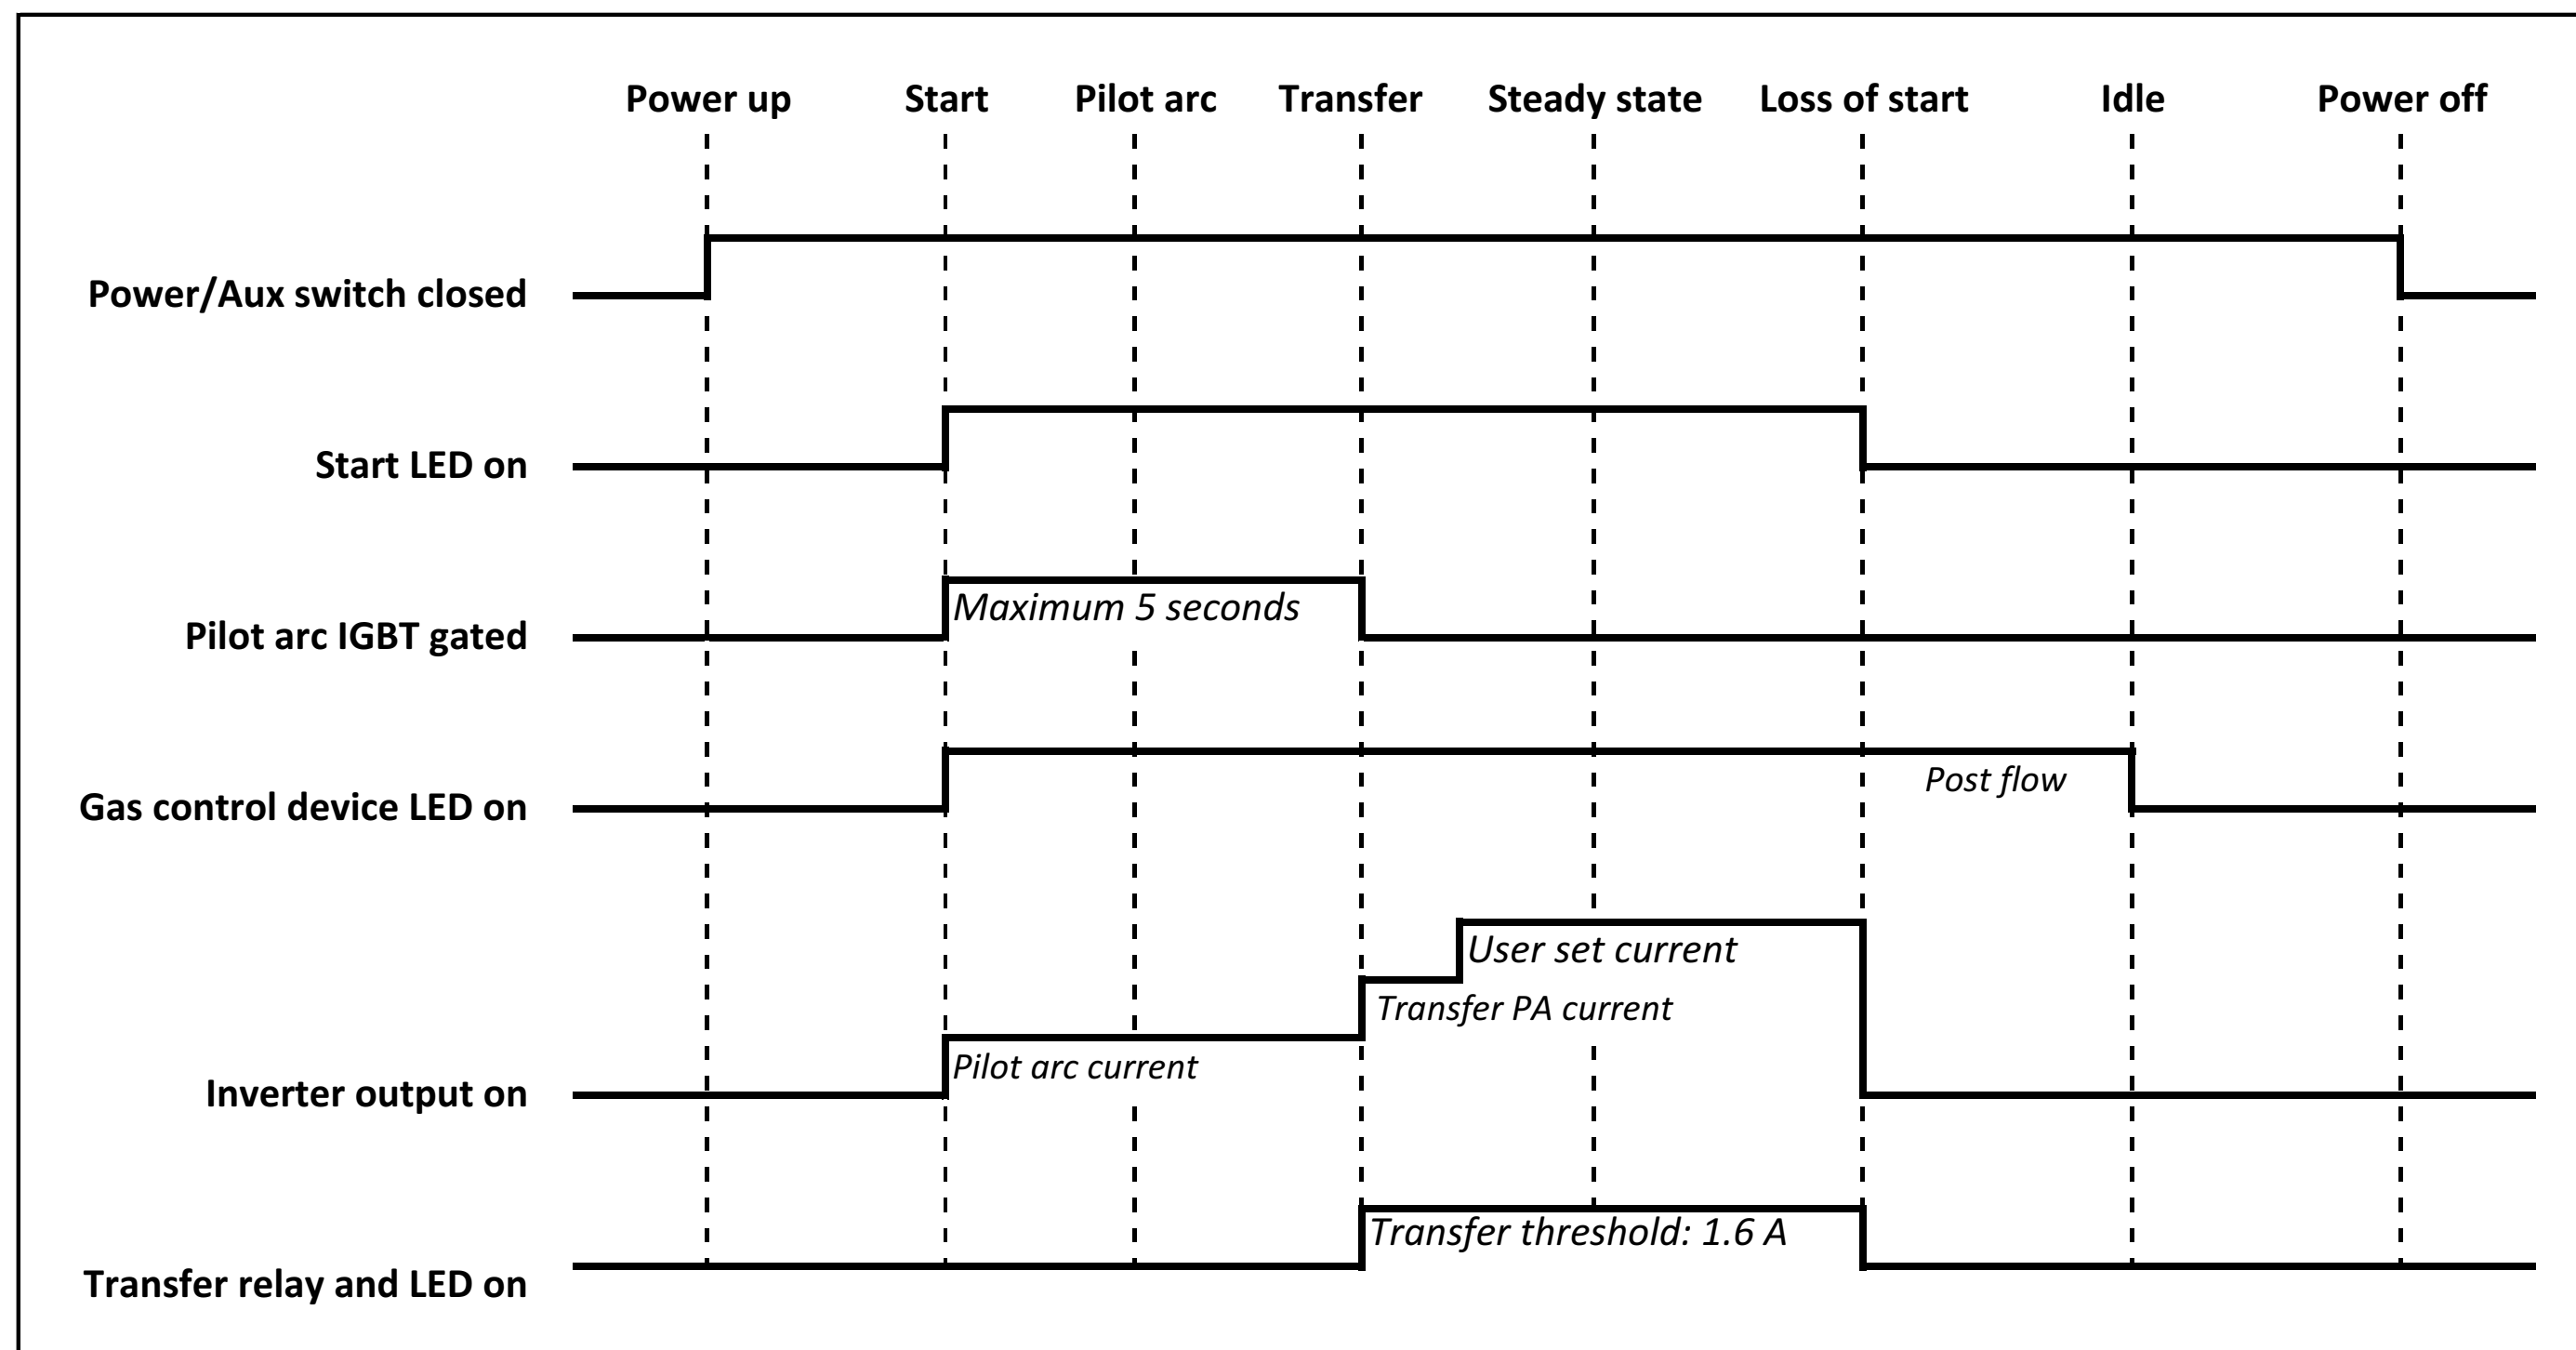 Power up Start Pilot arc Transfer Steady state Loss of start Idle Power off
Power/Aux switch closed
Start LED on
Maximum 5 seconds
Pilot arc IGBT gated
Post flow
Gas control device LED on
User set current
Transfer PA current
Pilot arc current
Inverter output on
Transfer threshold: 1.6 A
Transfer relay and LED on